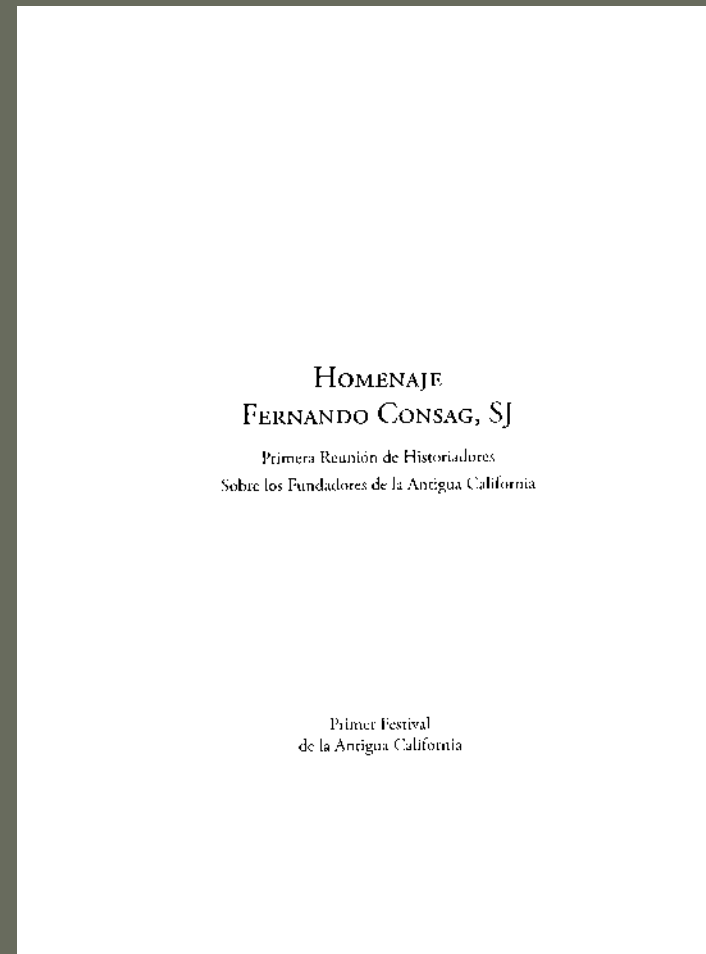 Homenaje
Fernando Consag, SJ
Primera Reunión de Historiadores
Sobre los Fundadores de la Antigua California
Primer Festival
de la Antigua California